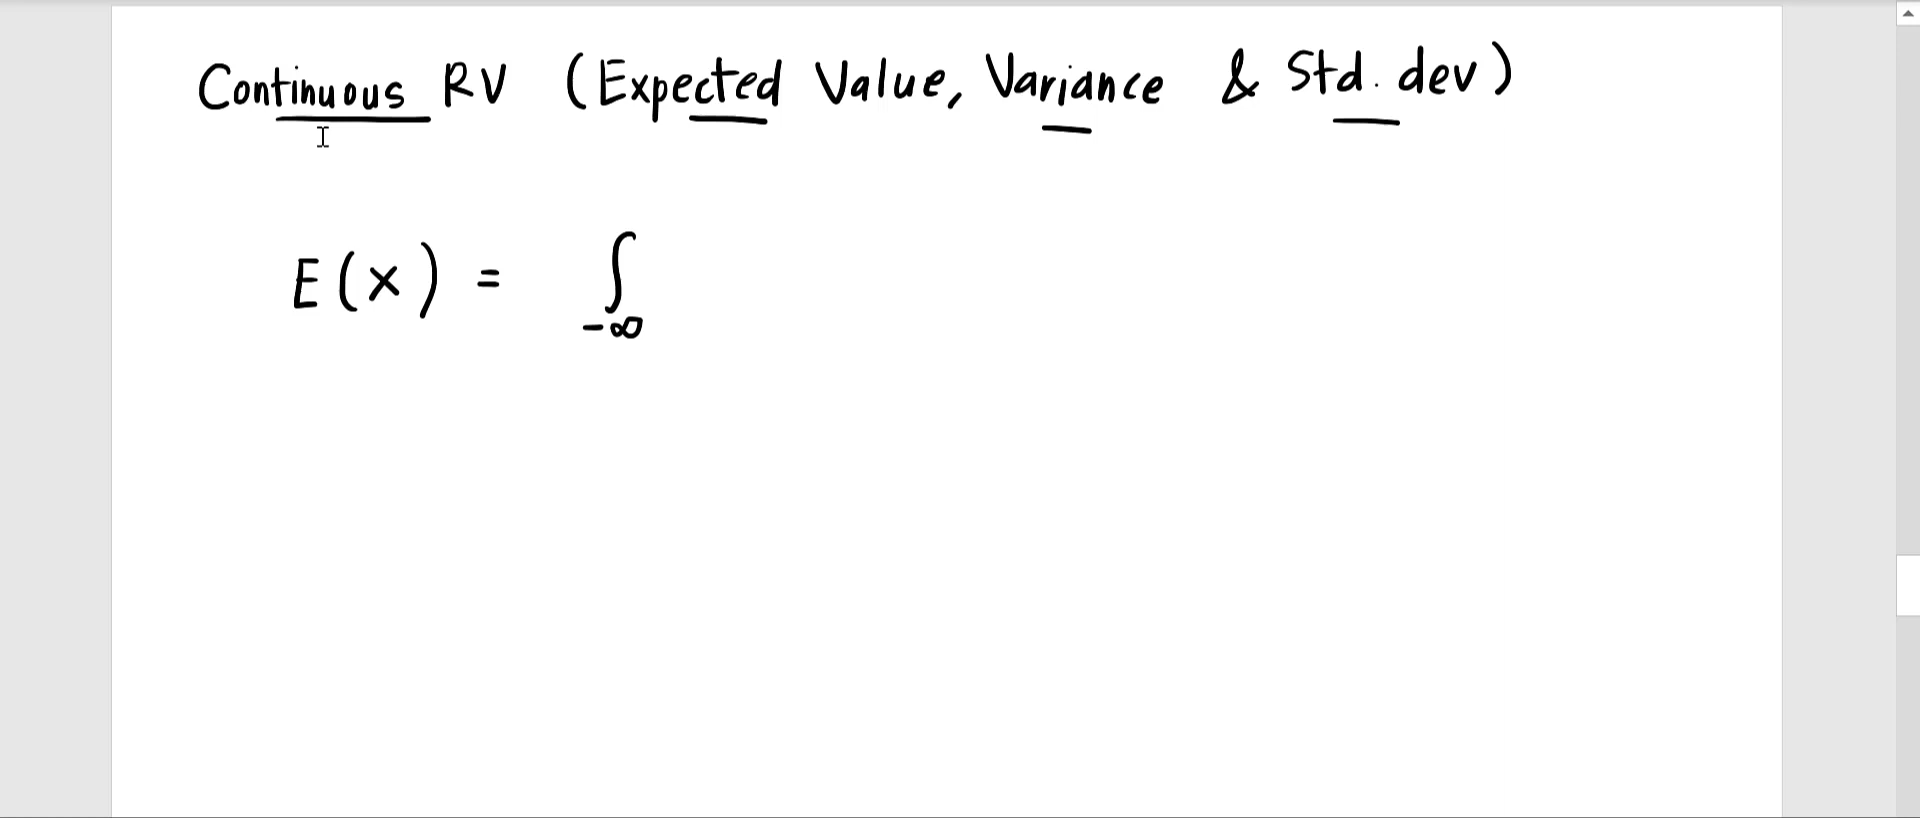 Continuous RV (Expected Value, Variance & Std. dev)
E(x) = ∫
-∞